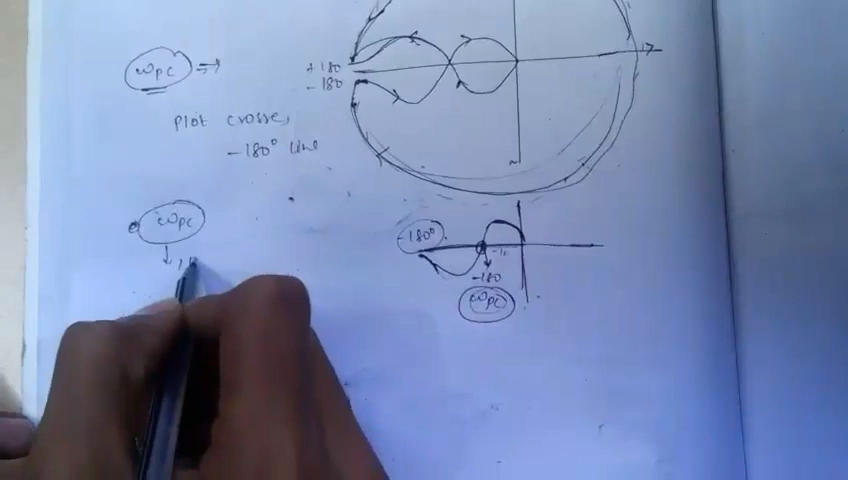 ωpc →
+180
-180
Plot crosses
-180° line
ωpc
-180°
-180
ωpc